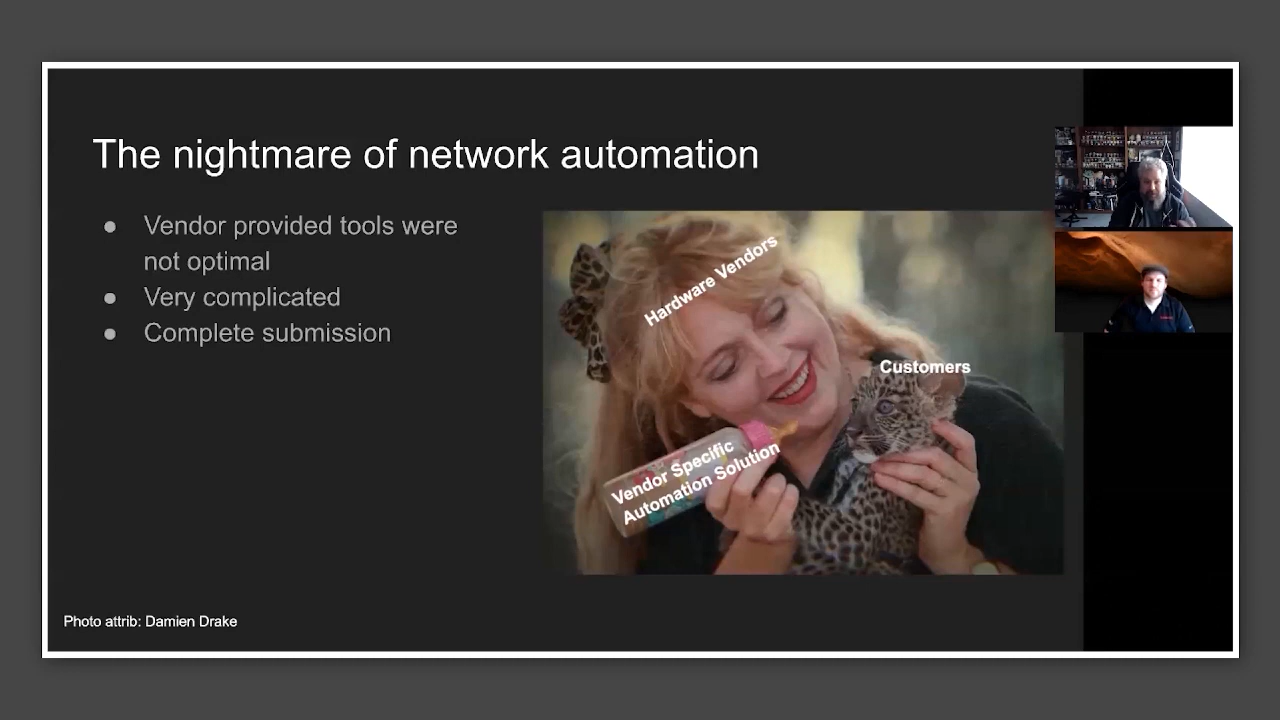 The nightmare of network automation
● Vendor provided tools were
not optimal
● Very complicated
● Complete submission
Hardware Vendors
Customers
Vendor Specific
Automation Solution
Photo attrib: Damien Drake